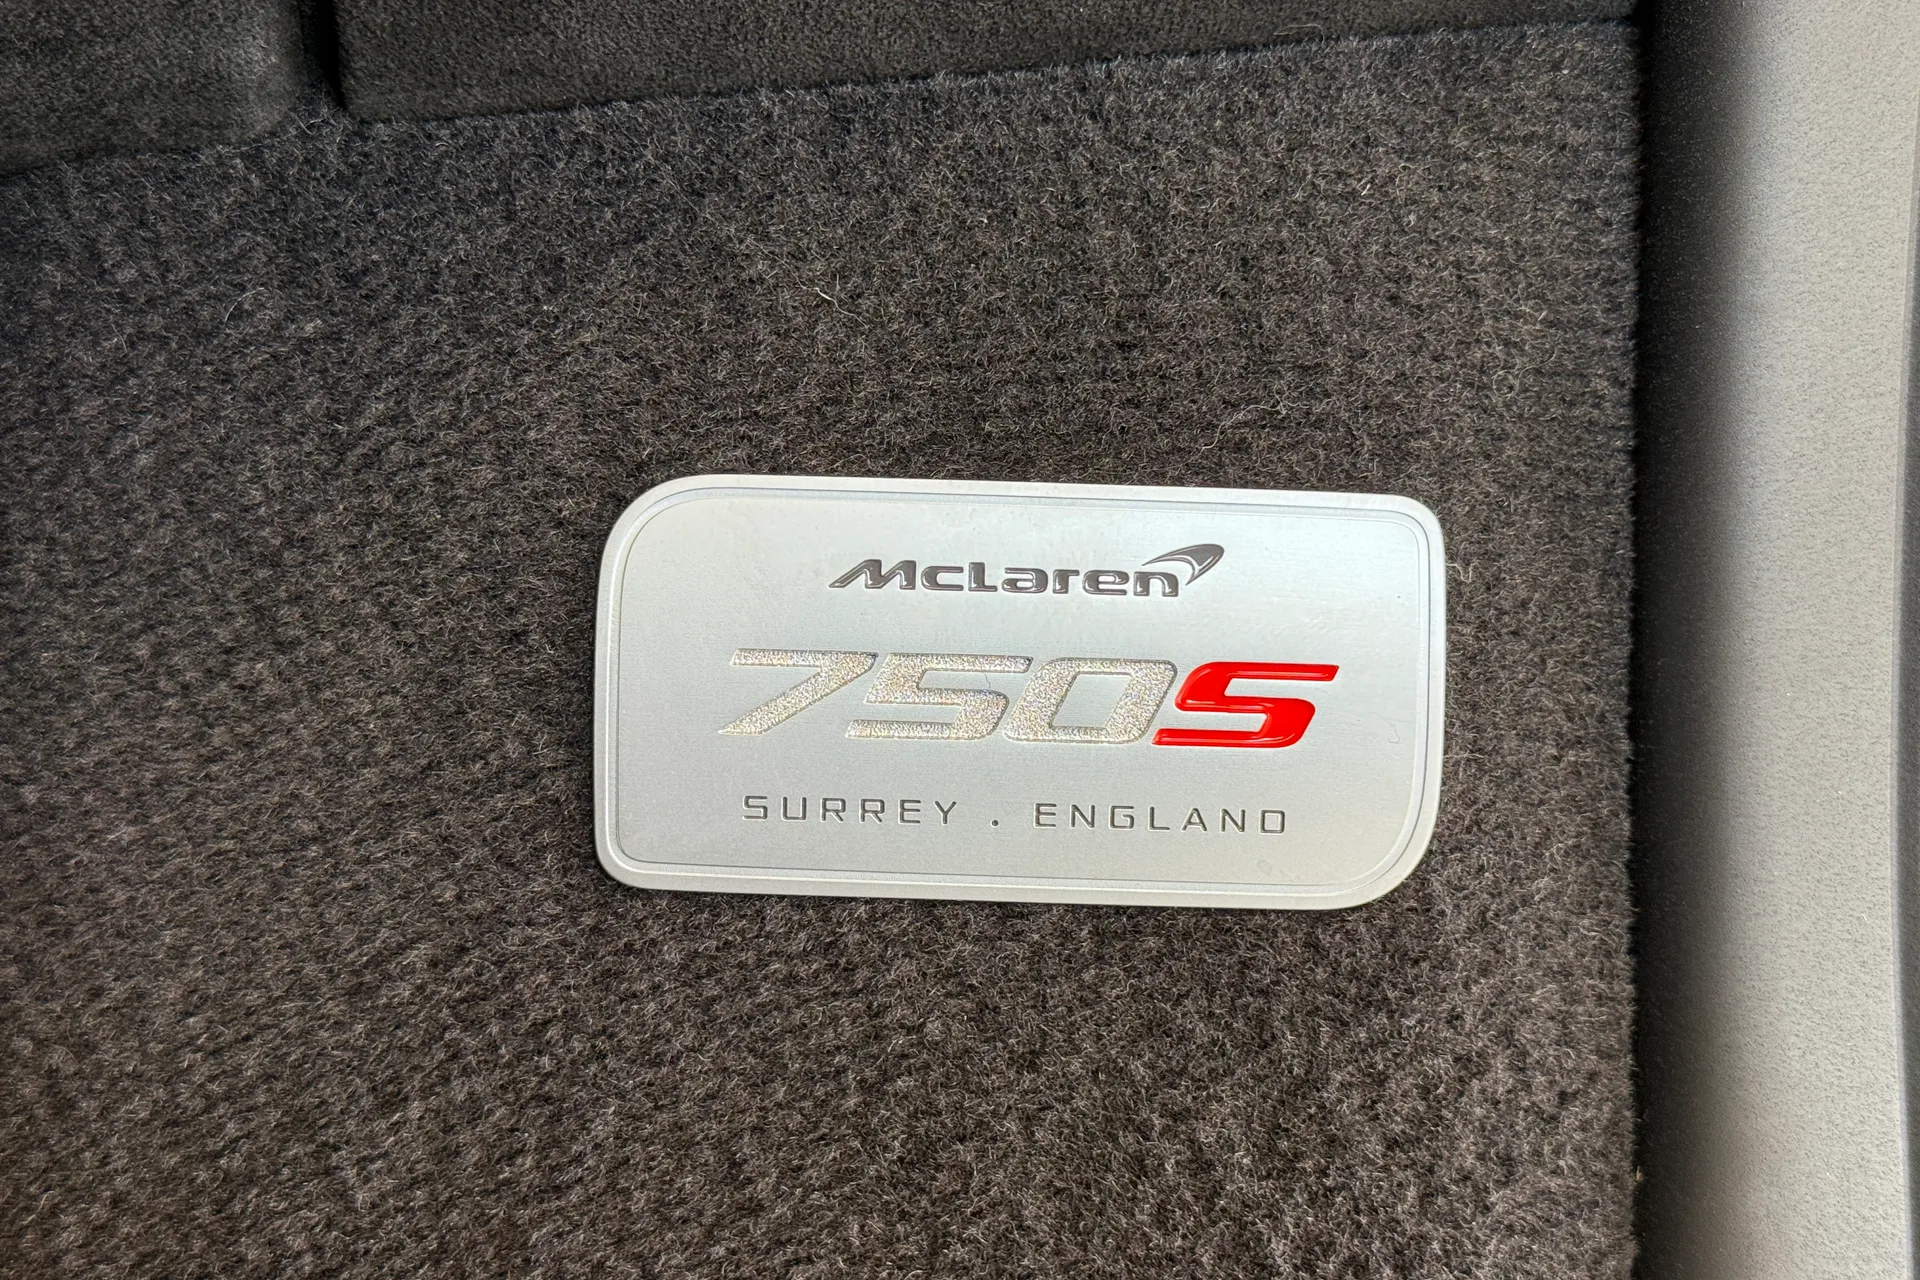 McLaren
750S
SURREY . ENGLAND